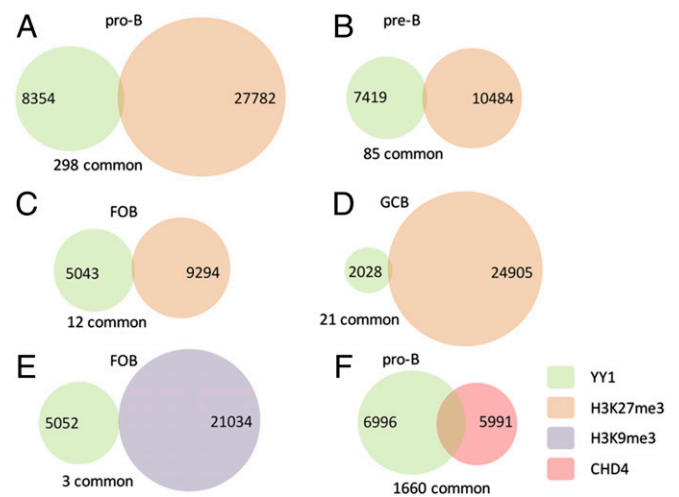 A
pro-B
8354
27782
298 common
B
pre-B
7419
10484
85 common
C
FOB
5043
9294
12 common
D
GCB
2028
24905
21 common
E
FOB
5052
21034
3 common
F
pro-B
6996
5991
1660 common
YY1
H3K27me3
H3K9me3
CHD4